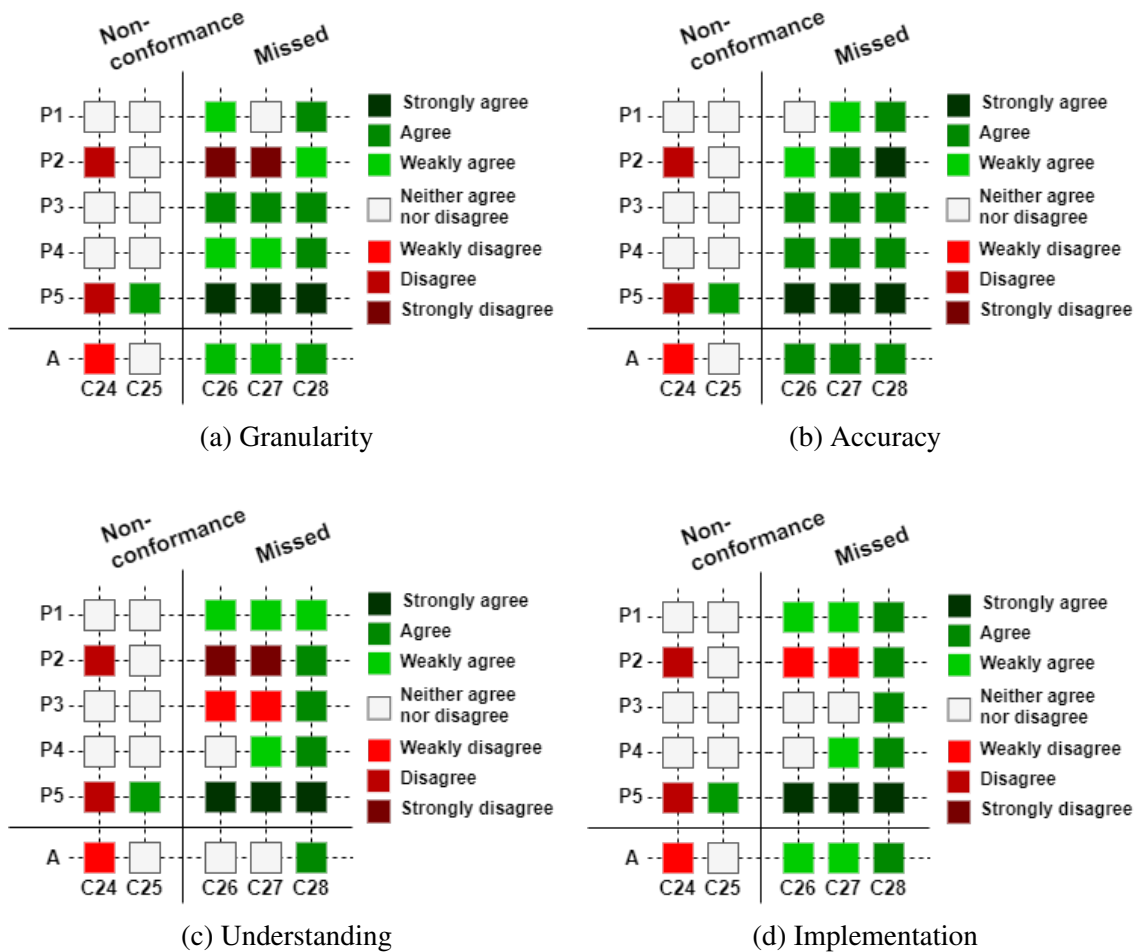 Non-
conformance
Missed
P1
P2
P3
P4
P5
A
C24 C25 C26 C27 C28
Strongly agree
Agree
Weakly agree
Neither agree
nor disagree
Weakly disagree
Disagree
Strongly disagree
(a) Granularity
Non-
conformance
Missed
P1
P2
P3
P4
P5
A
C24 C25 C26 C27 C28
Strongly agree
Agree
Weakly agree
Neither agree
nor disagree
Weakly disagree
Disagree
Strongly disagree
(b) Accuracy
Non-
conformance
Missed
P1
P2
P3
P4
P5
A
C24 C25 C26 C27 C28
Strongly agree
Agree
Weakly agree
Neither agree
nor disagree
Weakly disagree
Disagree
Strongly disagree
(c) Understanding
Non-
conformance
Missed
P1
P2
P3
P4
P5
A
C24 C25 C26 C27 C28
Strongly agree
Agree
Weakly agree
Neither agree
nor disagree
Weakly disagree
Disagree
Strongly disagree
(d) Implementation